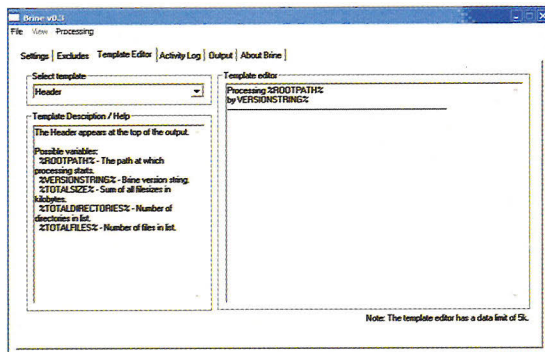 Brine v0.3
File View Processing
Settings Excludes Template Editor Activity Log Output About Brine
Select template
Header
Template Description / Help
The Header appears at the top of the output.
Possible variables:
%ROOTPATH% - The path at which
processing starts.
%VERSIONSTRING% - Brine version string.
%TOTALSIZE% - Sum of all filesizes in
kilobytes.
%TOTALDIRECTORIES% - Number of
directories in list.
%TOTALFILES% - Number of files in list.
Template editor
Processing %ROOTPATH%
by VERSIONSTRING%
Note: The template editor has a data limit of 5k.